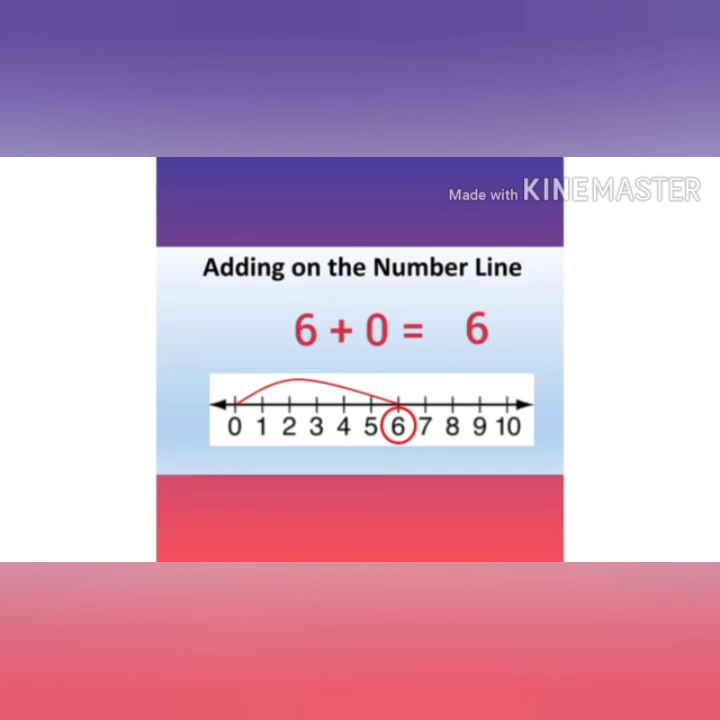 Made with KINEMASTER
Adding on the Number Line
6 + 0 = 6
0 1 2 3 4 5 6 7 8 9 10